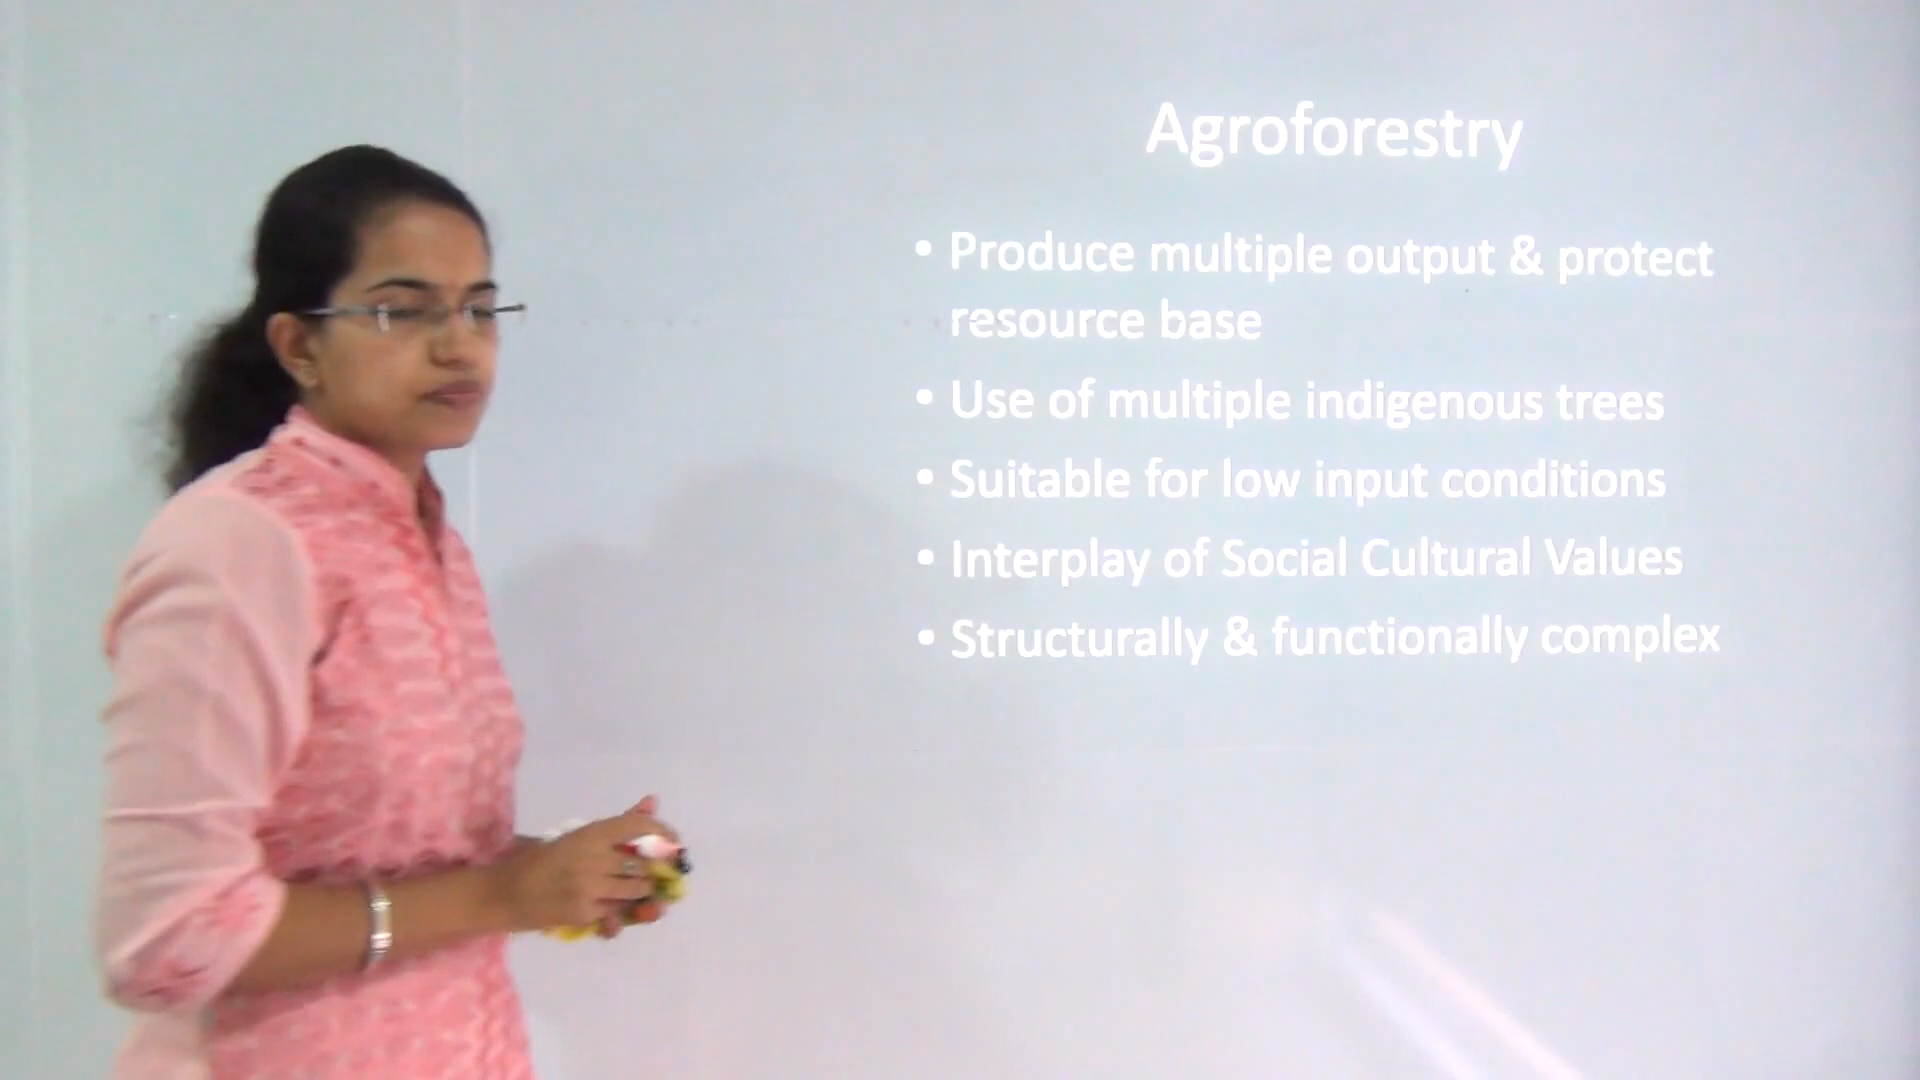 Agroforestry
• Produce multiple output & protect
resource base
• Use of multiple indigenous trees
• Suitable for low input conditions
• Interplay of Social Cultural Values
• Structurally & functionally complex